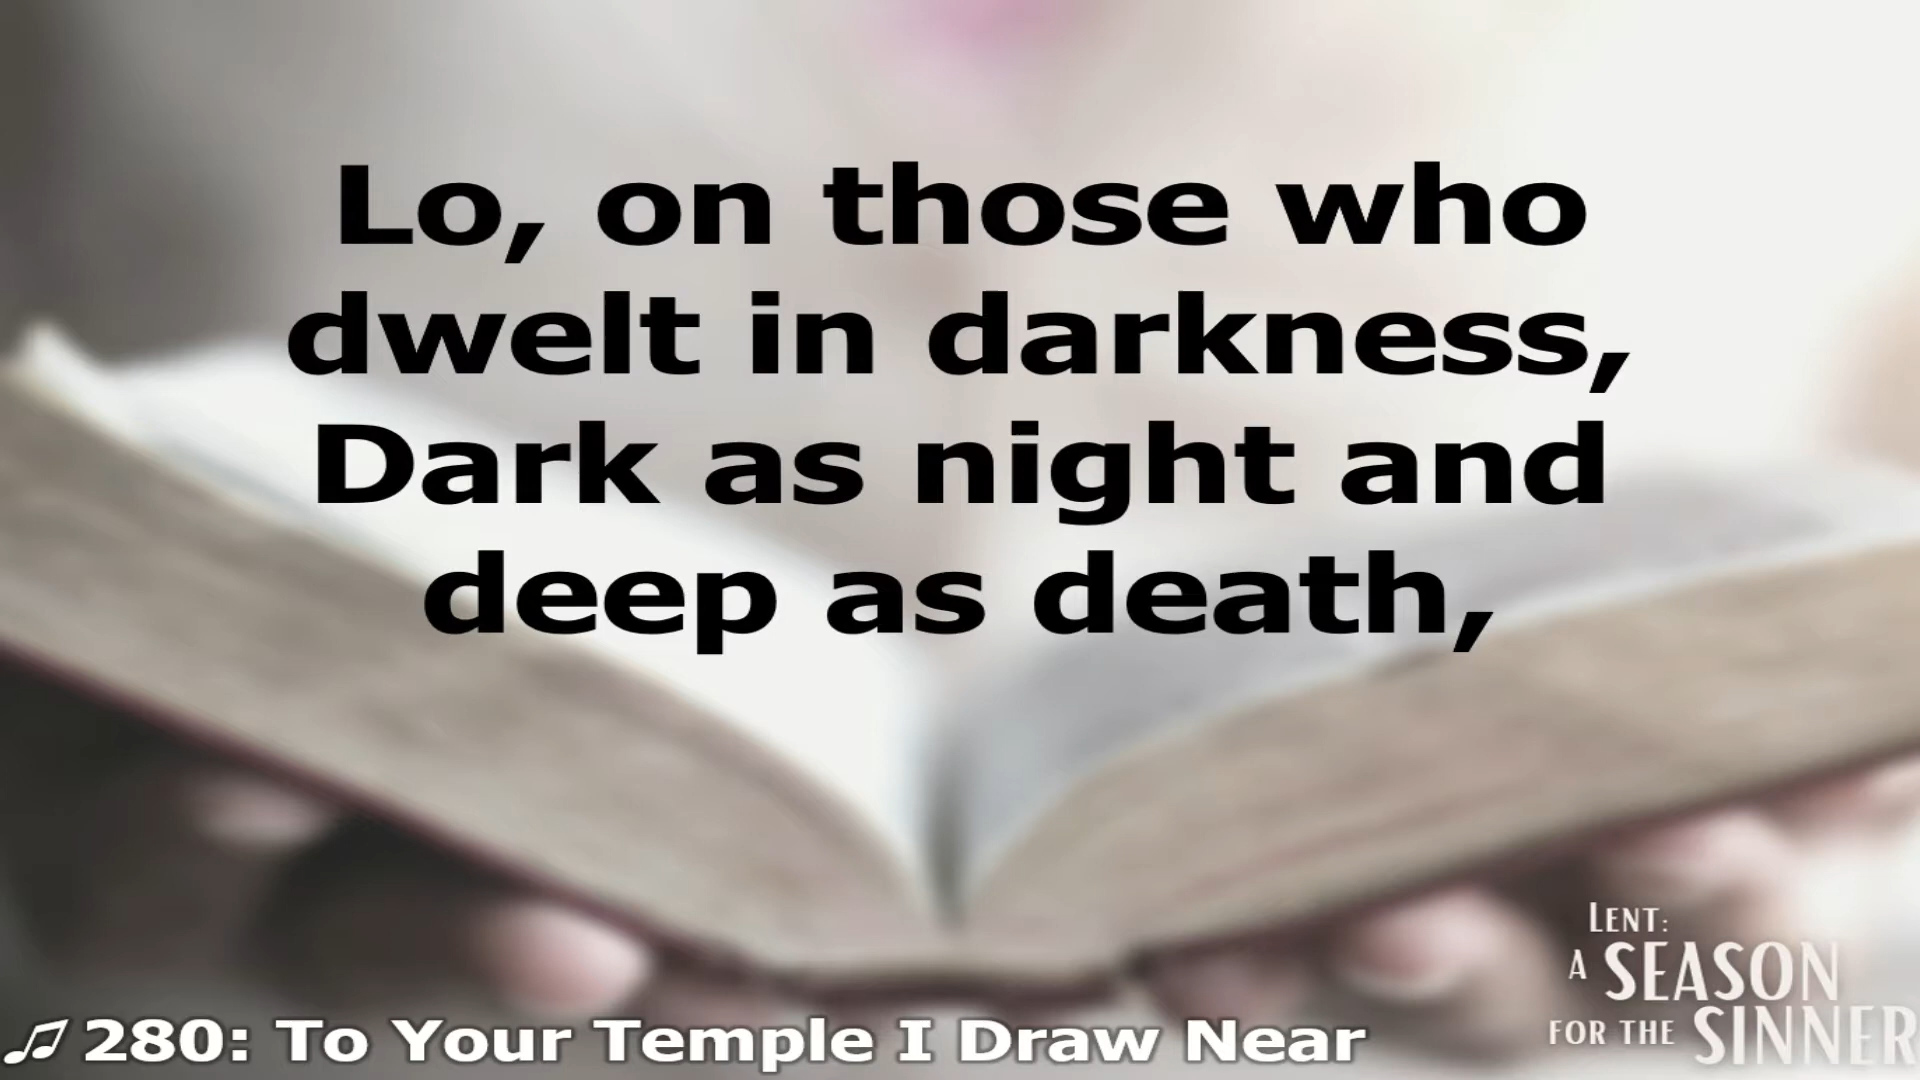 Lo, on those who
dwelt in darkness,
Dark as night and
deep as death,
♫ 280: To Your Temple I Draw Near
LENT:
A SEASON
FOR THE SINNER